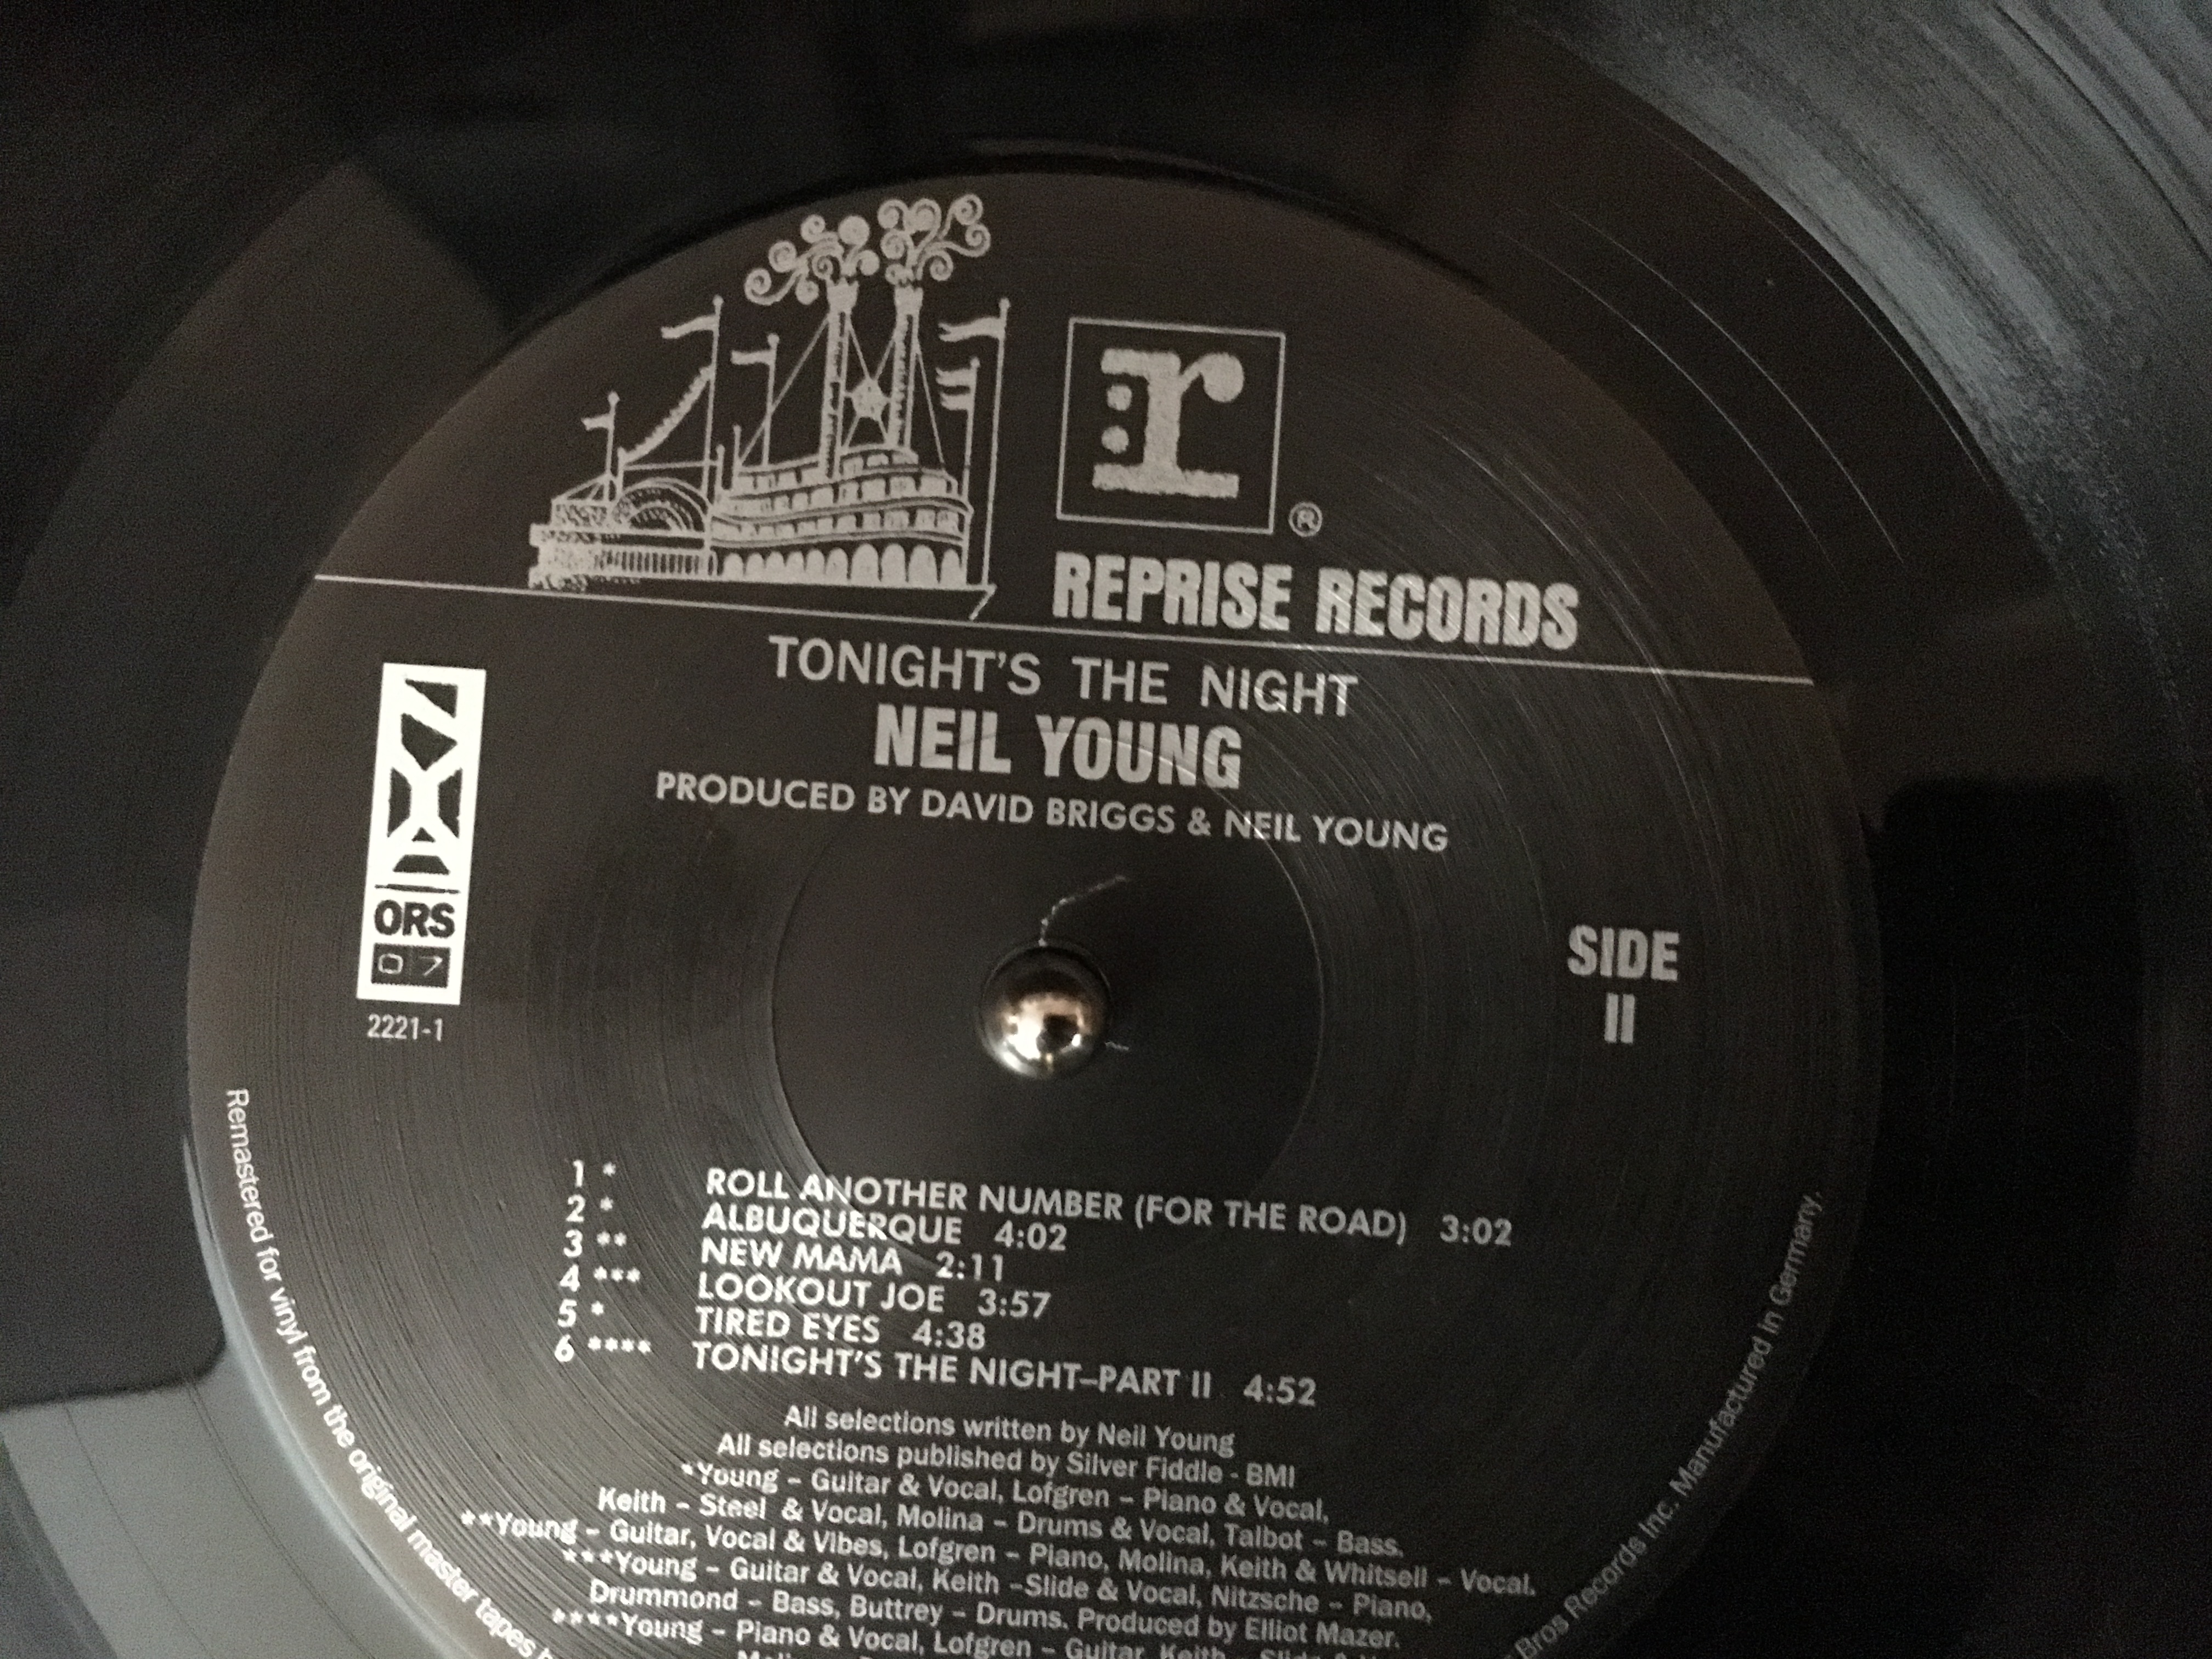 r
®
REPRISE RECORDS
TONIGHT'S THE NIGHT
NEIL YOUNG
PRODUCED BY DAVID BRIGGS & NEIL YOUNG
NYA
ORS
07
2221-1
SIDE
II
1 * ROLL ANOTHER NUMBER (FOR THE ROAD) 3:02
2 * ALBUQUERQUE 4:02
3 ** NEW MAMA 2:11
4 *** LOOKOUT JOE 3:57
5 * TIRED EYES 4:38
6 **** TONIGHT'S THE NIGHT–PART II 4:52
All selections written by Neil Young
All selections published by Silver Fiddle - BMI
*Young – Guitar & Vocal, Lofgren – Piano & Vocal,
Keith – Steel & Vocal, Molina – Drums & Vocal, Talbot – Bass.
**Young – Guitar, Vocal & Vibes, Lofgren – Piano, Molina, Keith & Whitsell – Vocal.
***Young – Guitar & Vocal, Keith –Slide & Vocal, Nitzsche – Piano,
Drummond – Bass, Buttrey – Drums. Produced by Elliot Mazer.
****Young – Piano & Vocal, Lofgren – Guitar, Keith – Slide &
Remastered for vinyl from the original master tapes
Bros Records Inc. Manufactured in Germany.